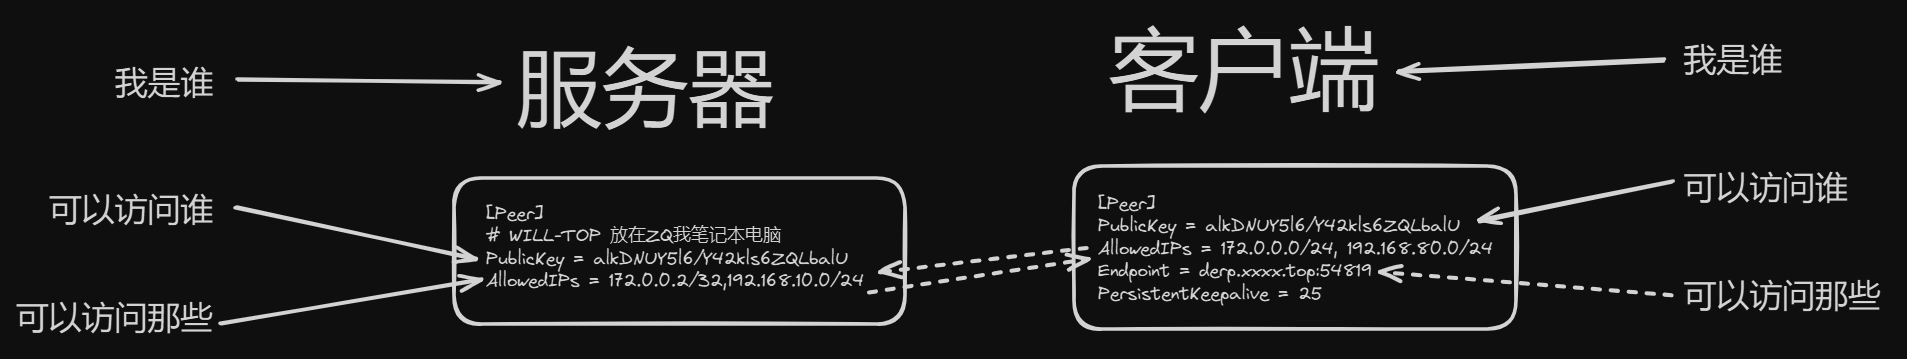 我是谁
服务器
客户端
我是谁
可以访问谁
可以访问那些
[Peer]
# WILL-TOP 放在ZQ我笔记本电脑
PublicKey = alkDNUY5l6/Y42kls6ZQLbalU
AllowedIPs = 172.0.0.2/32,192.168.10.0/24
[Peer]
PublicKey = alkDNUY5l6/Y42kls6ZQLbalU
AllowedIPs = 172.0.0.0/24, 192.168.80.0/24
Endpoint = derp.xxxx.top:54819
PersistentKeepalive = 25
可以访问谁
可以访问那些